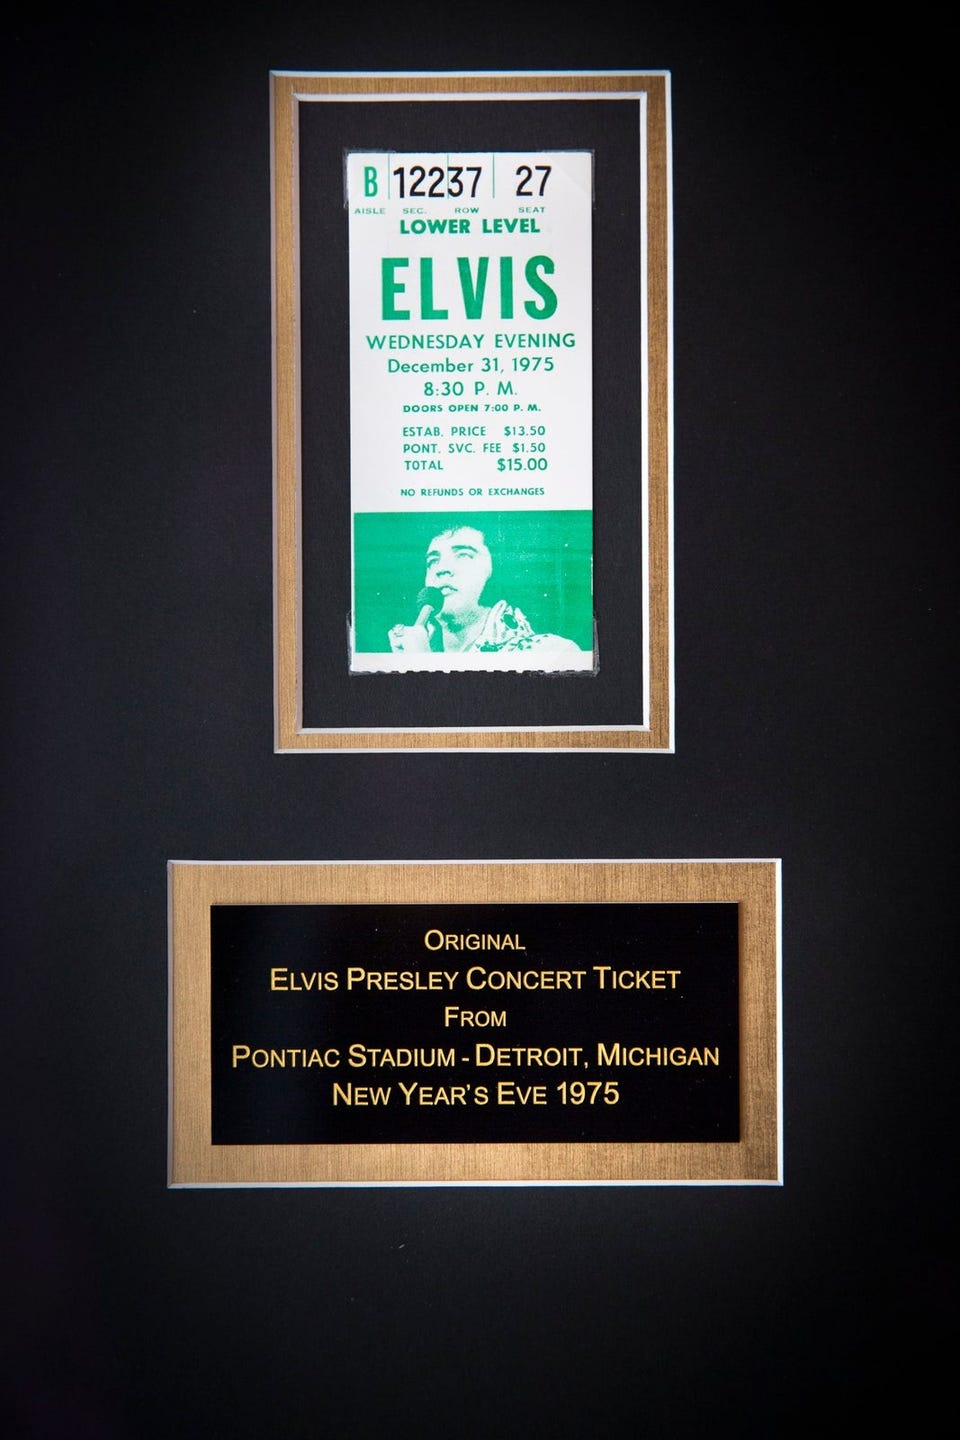 B 122 37 27
AISLE SEC. ROW SEAT
LOWER LEVEL
ELVIS
WEDNESDAY EVENING
December 31, 1975
8:30 P. M.
DOORS OPEN 7:00 P. M.
ESTAB. PRICE $13.50
PONT. SVC. FEE $1.50
TOTAL $15.00
NO REFUNDS OR EXCHANGES
ORIGINAL
ELVIS PRESLEY CONCERT TICKET
FROM
PONTIAC STADIUM - DETROIT, MICHIGAN
NEW YEAR'S EVE 1975